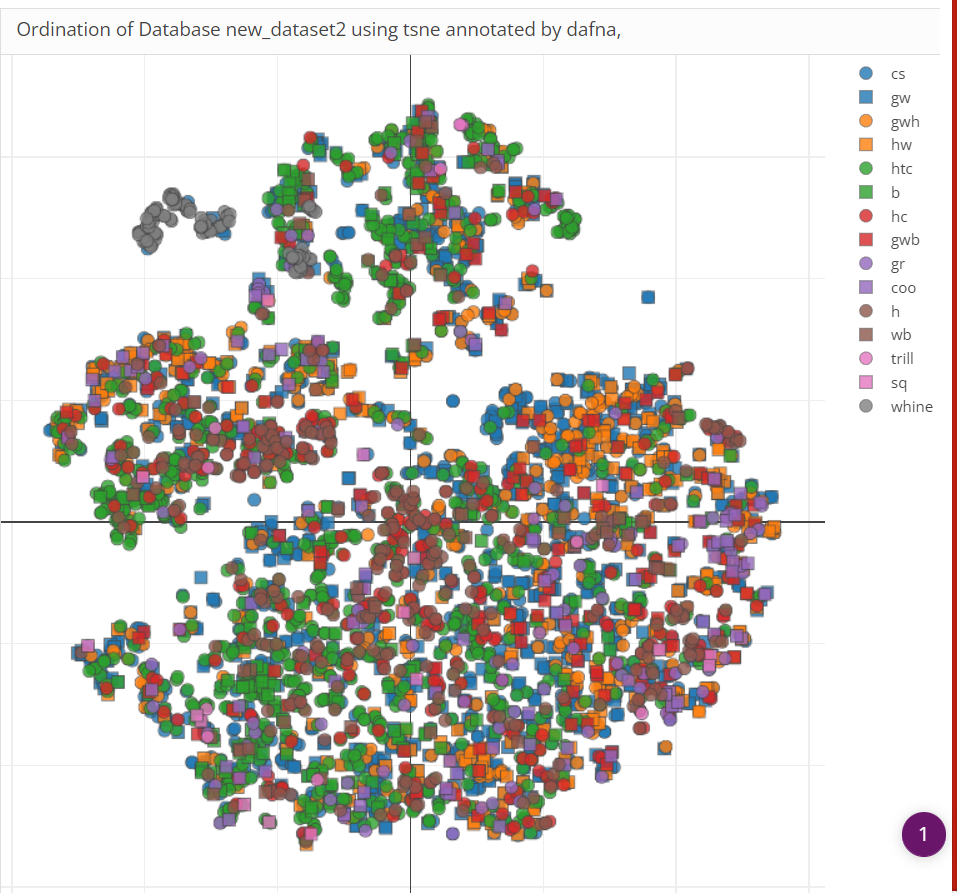 Ordination of Database new_dataset2 using tsne annotated by dafna,
cs
gw
gwh
hw
htc
b
hc
gwb
gr
coo
h
wb
trill
sq
whine
1